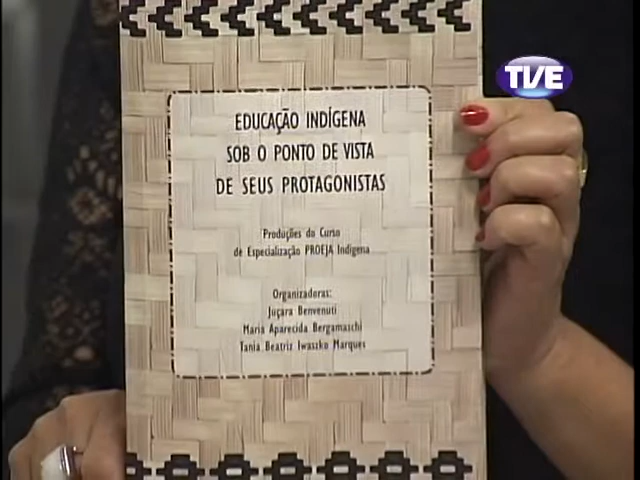 TVE
EDUCAÇÃO INDÍGENA
SOB O PONTO DE VISTA
DE SEUS PROTAGONISTAS
Produções do Curso
de Especialização PROEJA Indígena
Organizadoras:
Juçara Benvenuti
Maria Aparecida Bergamaschi
Tania Beatriz Iwaszko Marques